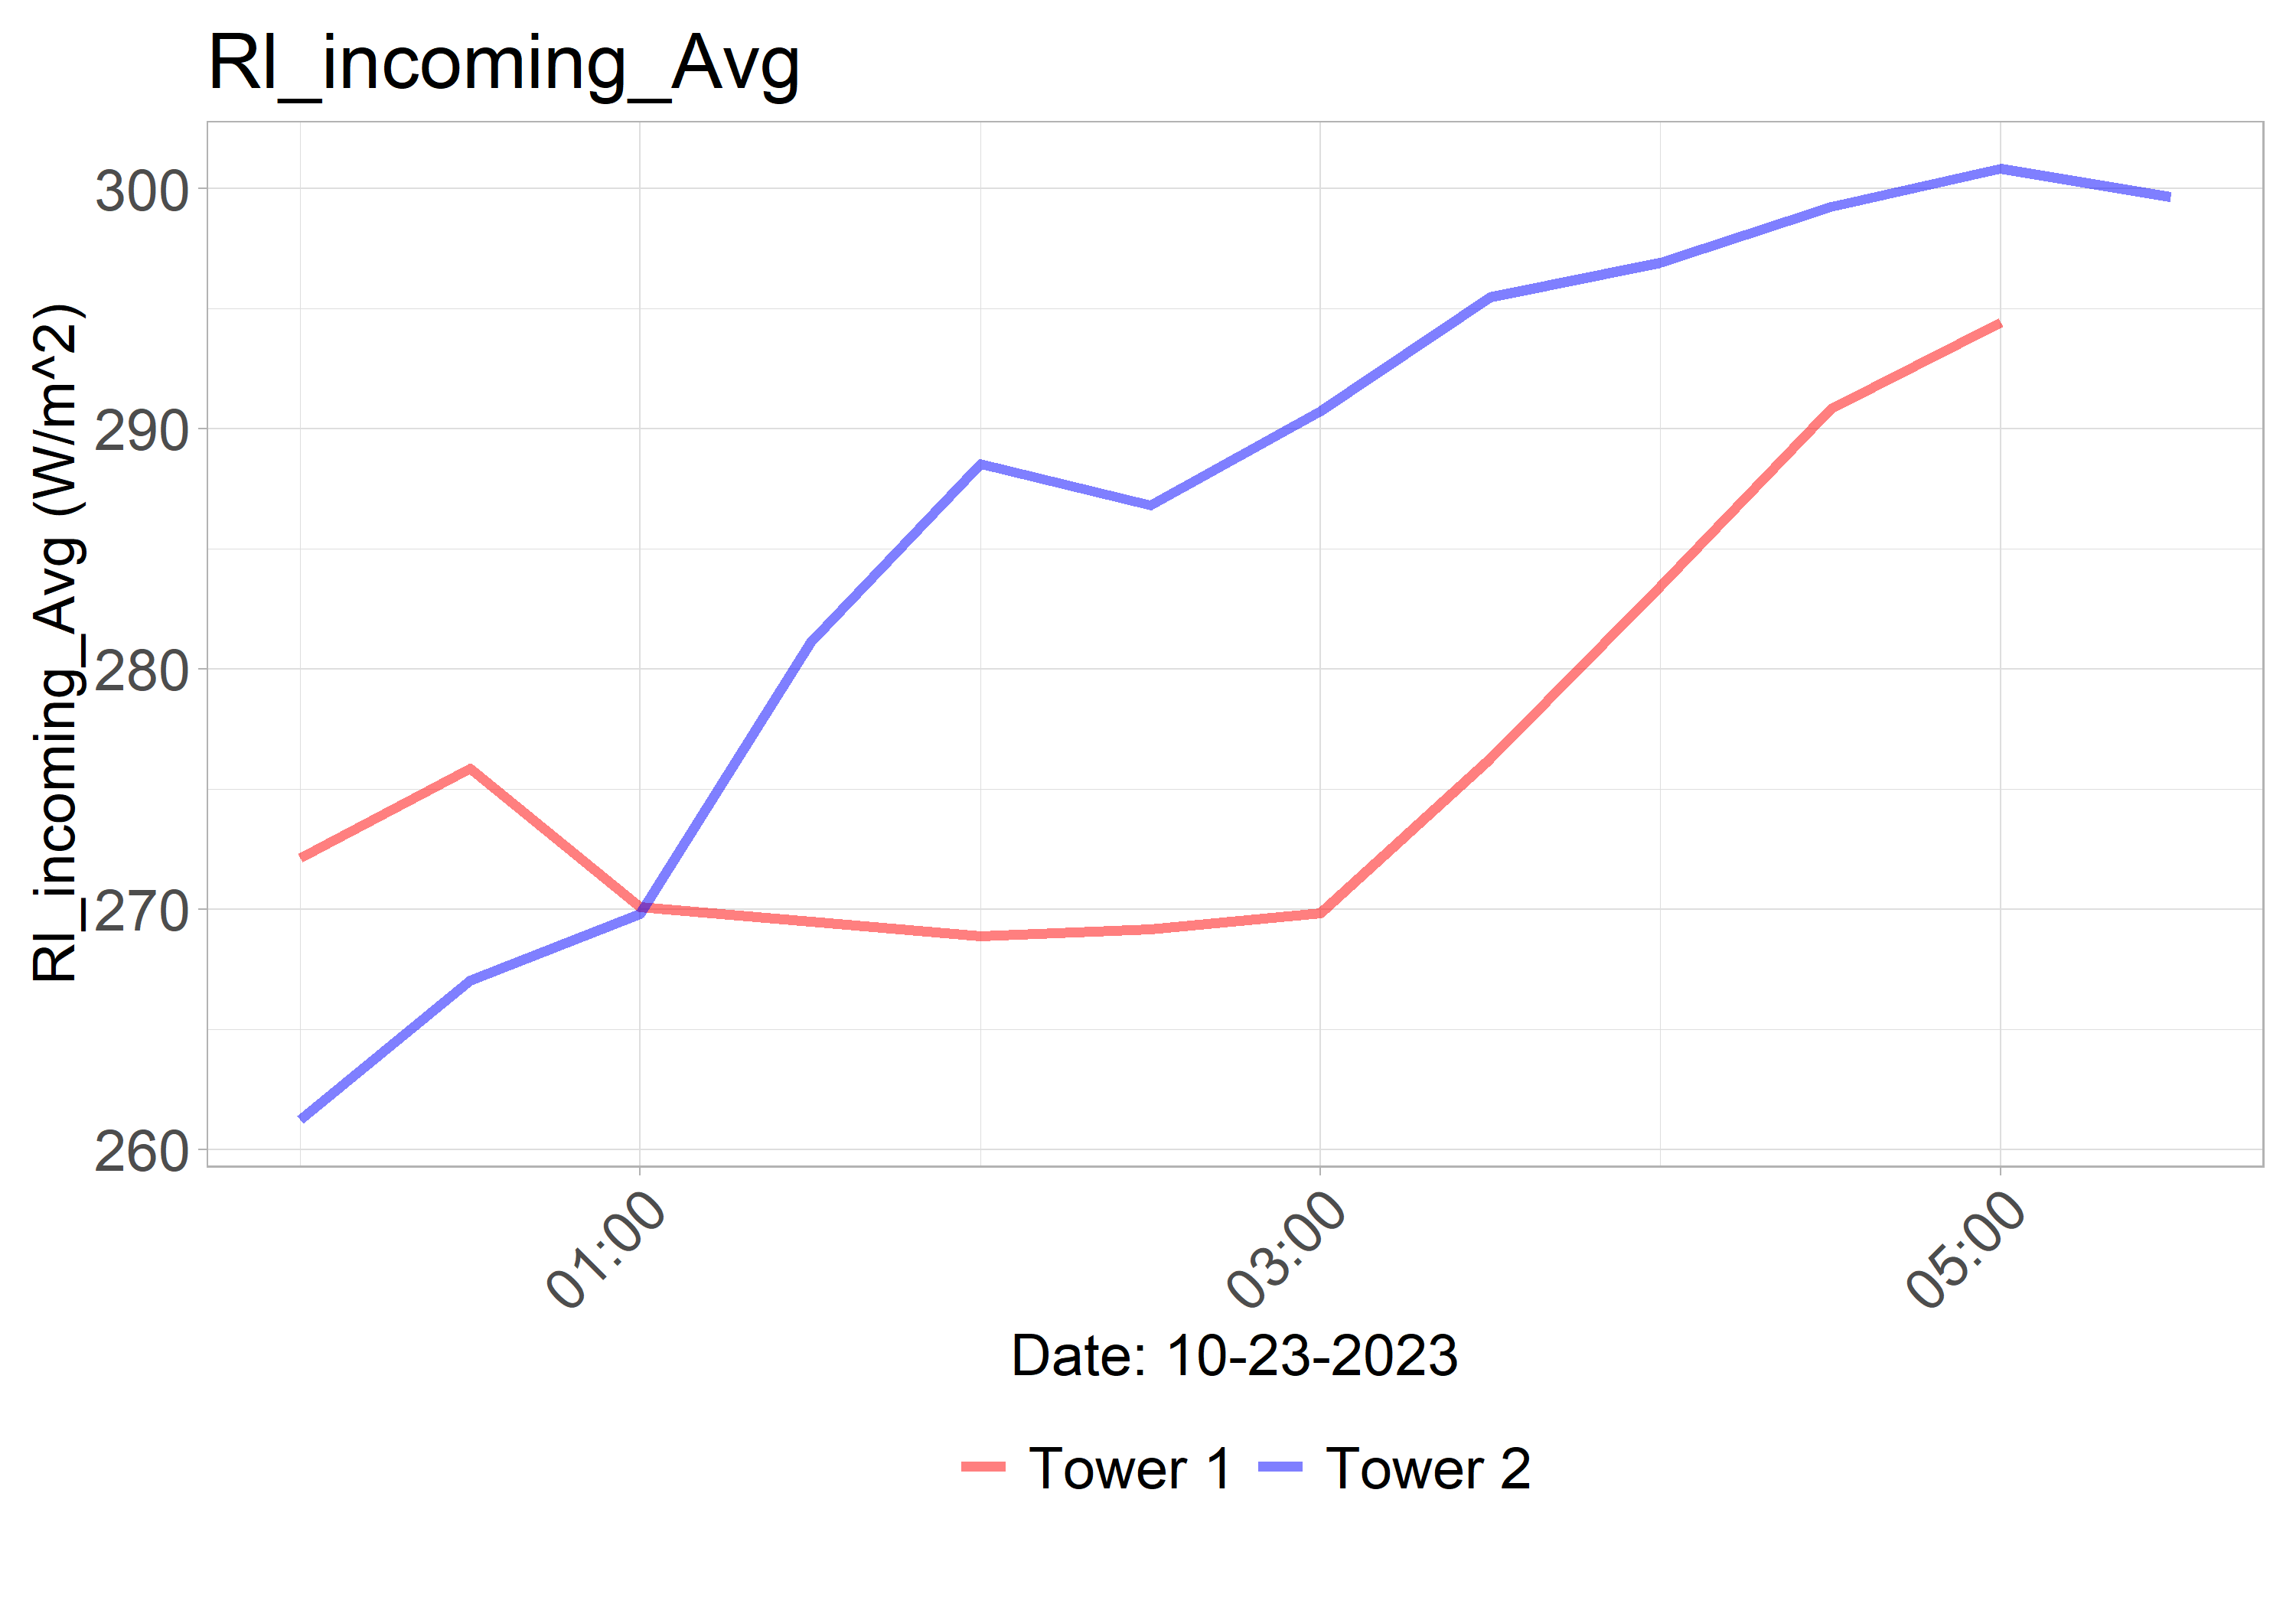 Rl_incoming_Avg
Rl_incoming_Avg (W/m^2)
300
290
280
270
260
01:00
03:00
05:00
Date: 10-23-2023
Tower 1
Tower 2